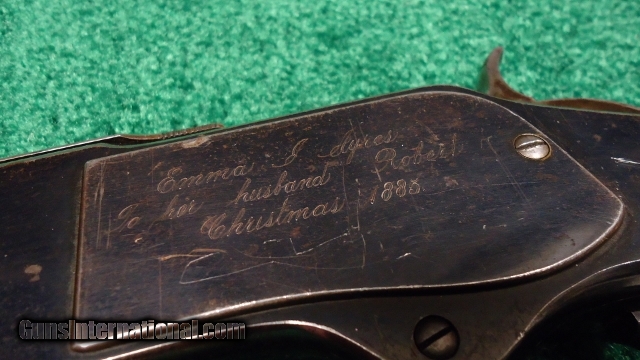 Emma J Ayres
To her husband Robert
Christmas 1883
GunsInternational.com